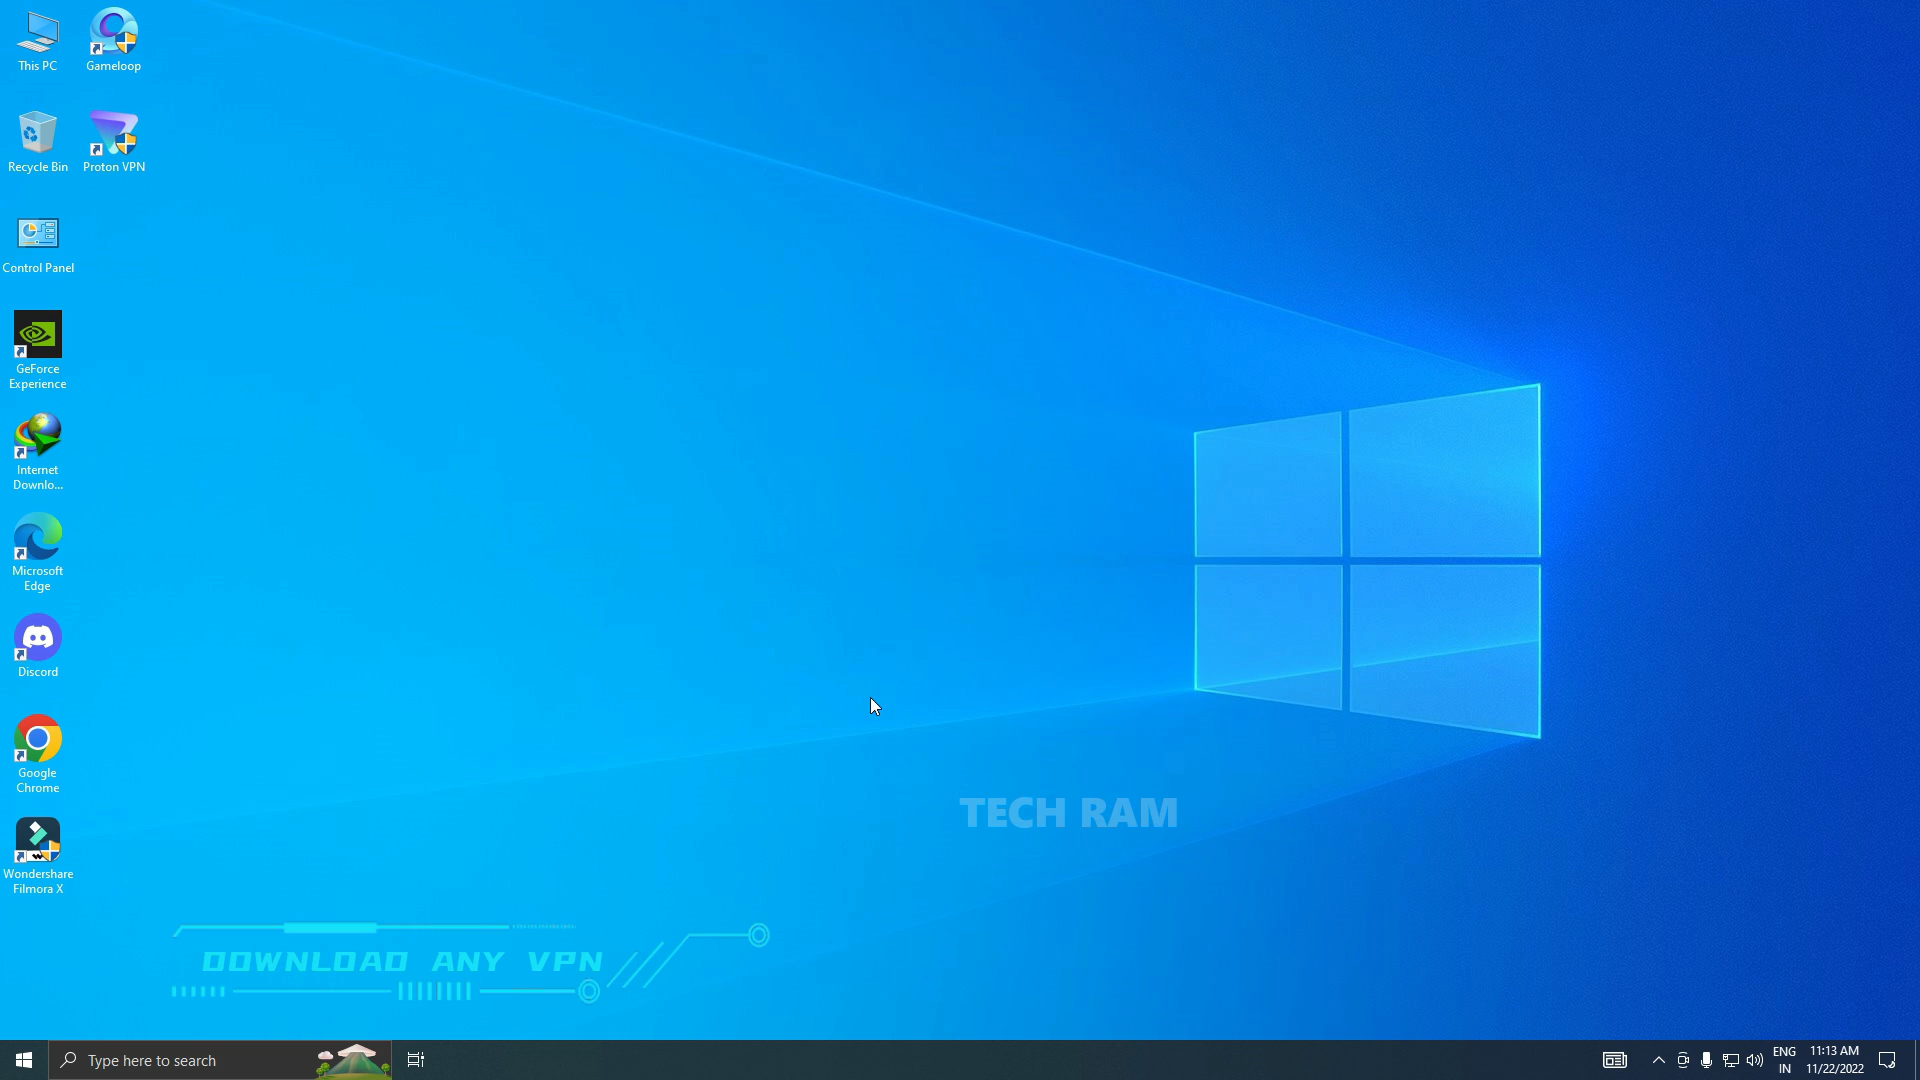 This PC
Gameloop
Recycle Bin
Proton VPN
Control Panel
GeForce
Experience
Internet
Downlo...
Microsoft
Edge
Discord
Google
Chrome
Wondershare
Filmora X
TECH RAM
DOWNLOAD ANY VPN
Type here to search
ENG
IN
11:13 AM
11/22/2022